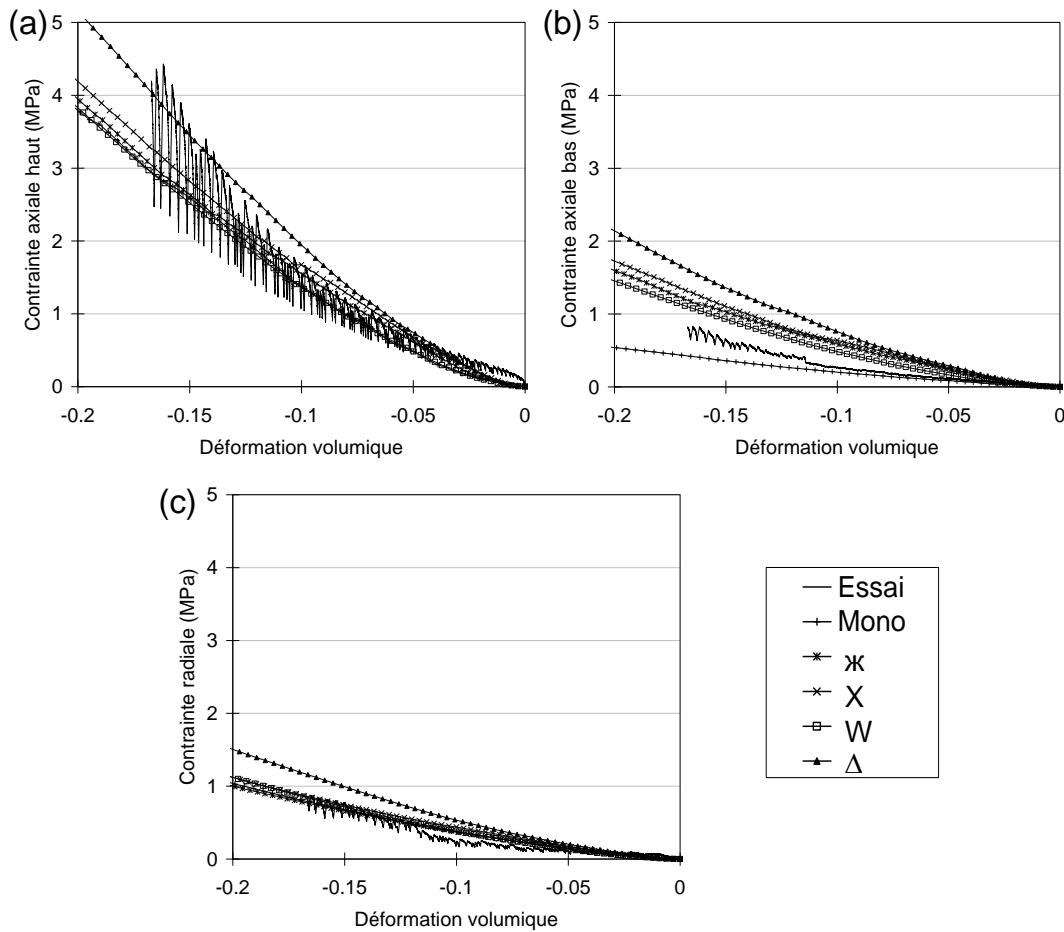 (a)
Contrainte axiale haut (MPa)
5
4
3
2
1
0
-0.2 -0.15 -0.1 -0.05 0
Déformation volumique
(b)
Contrainte axiale bas (MPa)
5
4
3
2
1
0
-0.2 -0.15 -0.1 -0.05 0
Déformation volumique
(c)
Contrainte radiale (MPa)
5
4
3
2
1
0
-0.2 -0.15 -0.1 -0.05 0
Déformation volumique
Essai
Mono
ж
X
W
Δ